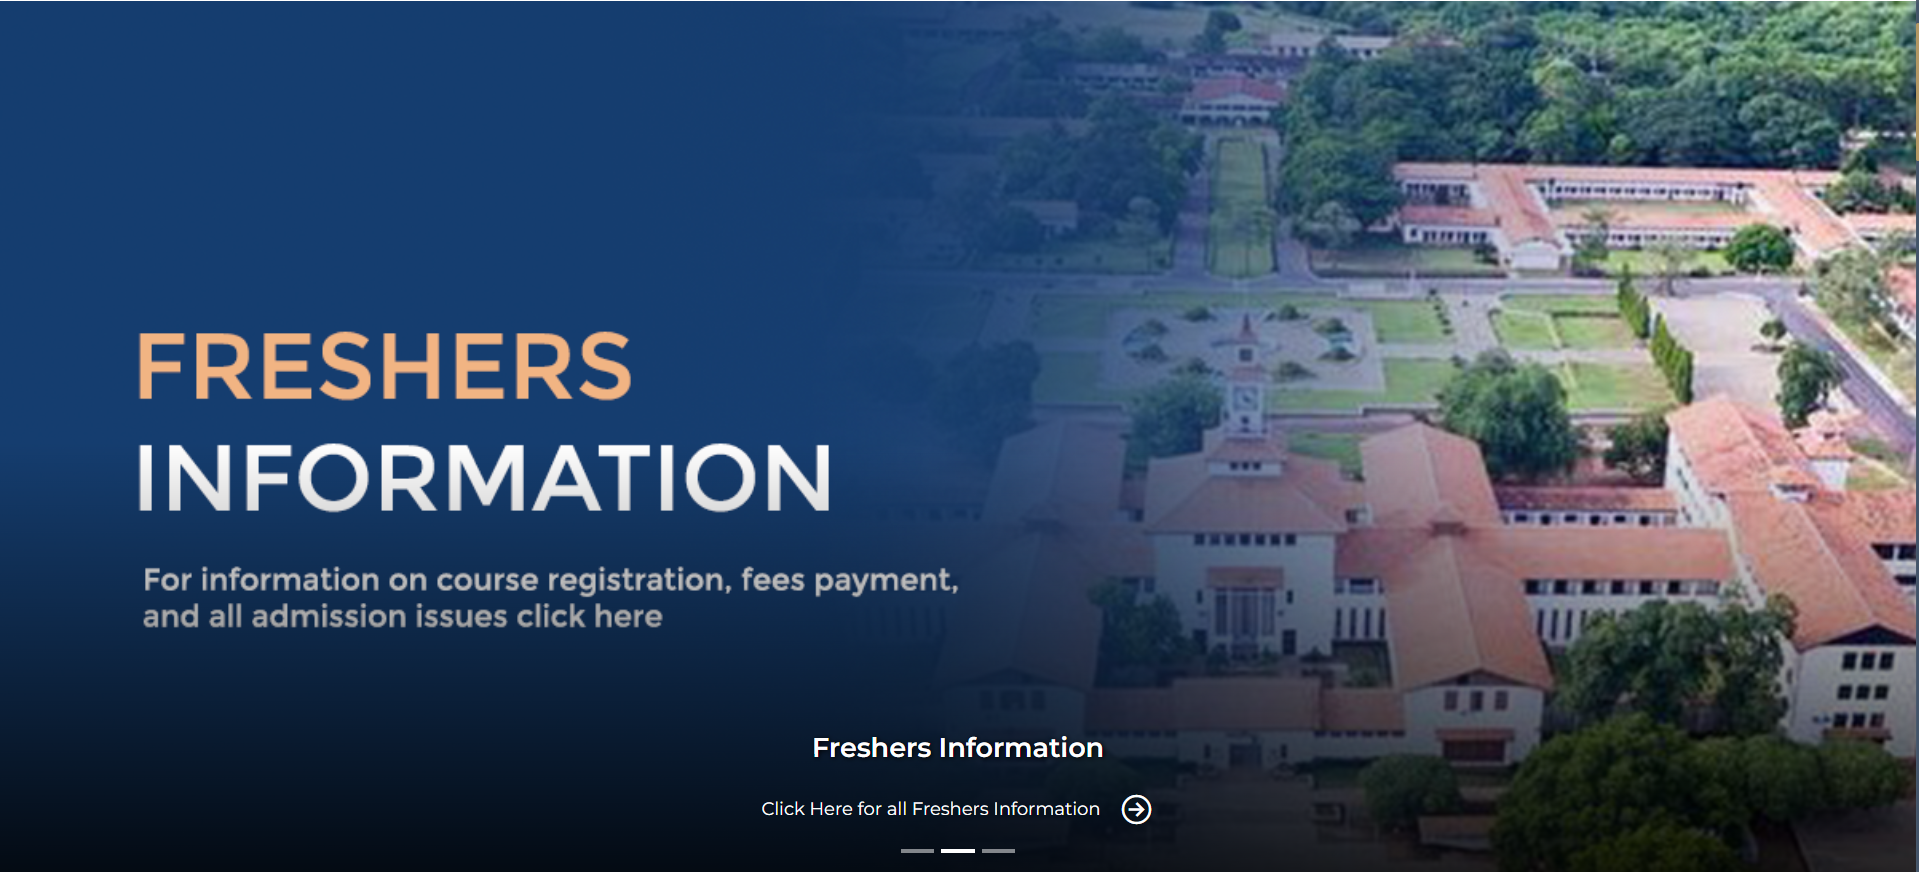 FRESHERS
INFORMATION
For information on course registration, fees payment,
and all admission issues click here
Freshers Information
Click Here for all Freshers Information